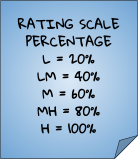 RATING SCALE
PERCENTAGE
L = 20%
LM = 40%
M = 60%
MH = 80%
H = 100%